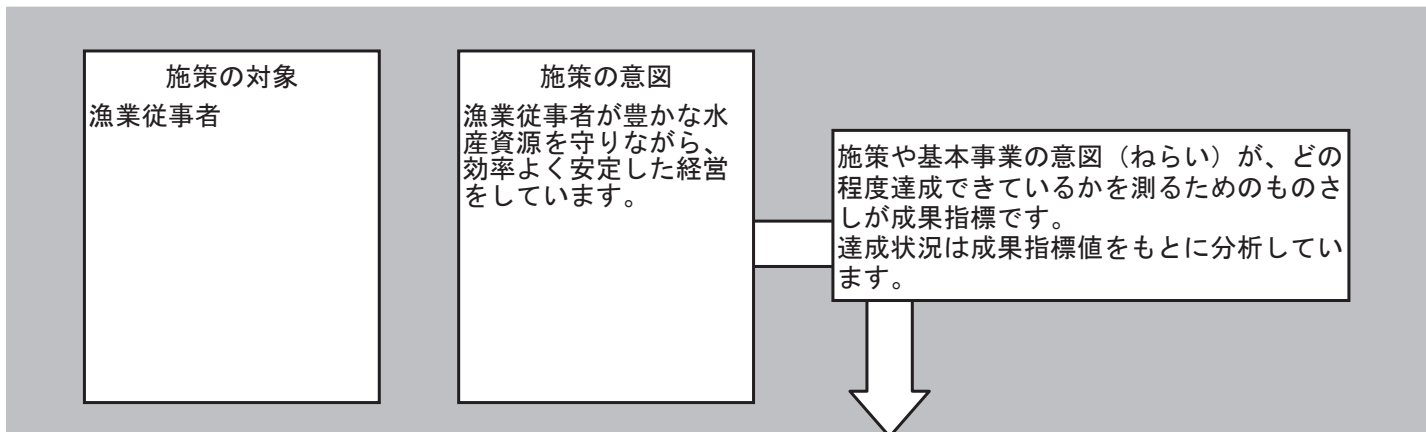 施策の対象
漁業従事者
施策の意図
漁業従事者が豊かな水
産資源を守りながら、
効率よく安定した経営
をしています。
施策や基本事業の意図（ねらい）が、どの
程度達成できているかを測るためのものさ
しが成果指標です。
達成状況は成果指標値をもとに分析してい
ます。